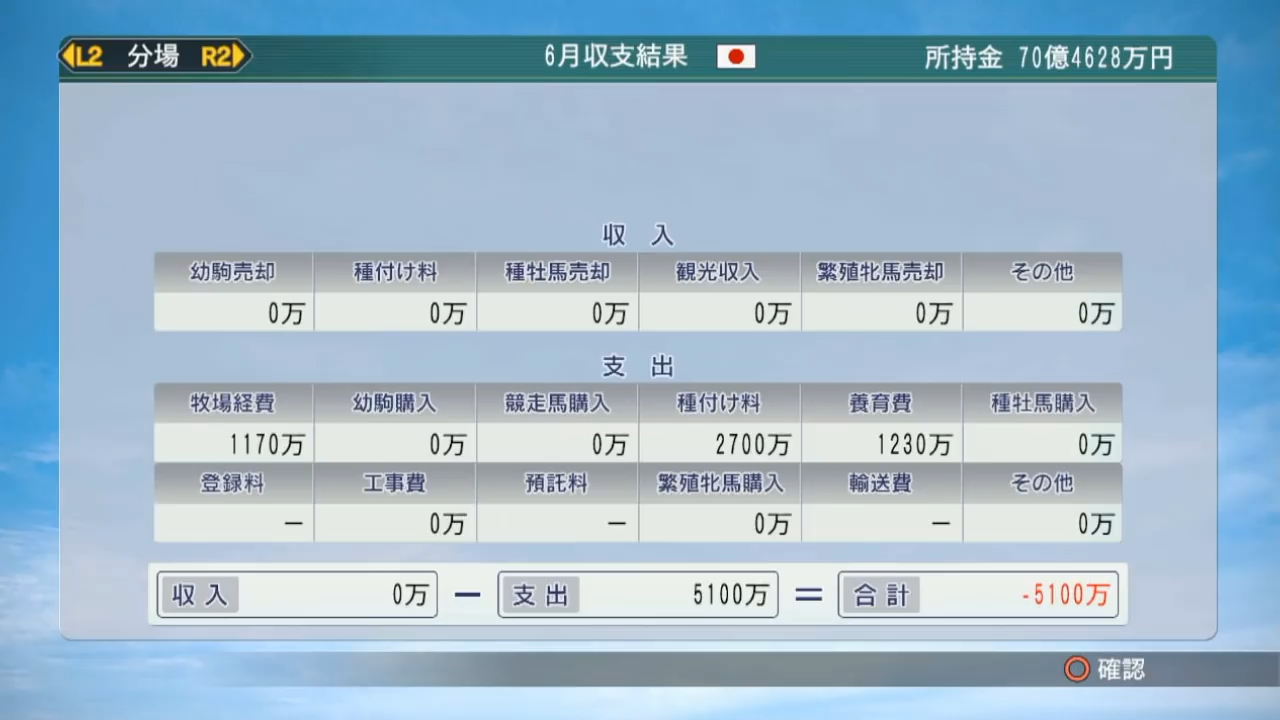 L2 分場 R2 6月収支結果 所持金 70億4628万円
収 入
幼駒売却 種付け料 種牡馬売却 観光収入 繁殖牝馬売却 その他
0万 0万 0万 0万 0万 0万
支 出
牧場経費 幼駒購入 競走馬購入 種付け料 養育費 種牡馬購入
1170万 0万 0万 2700万 1230万 0万
登録料 工事費 預託料 繁殖牝馬購入 輸送費 その他
ー 0万 ー 0万 ー 0万
収 入 0万 − 支 出 5100万 = 合 計 -5100万
確認